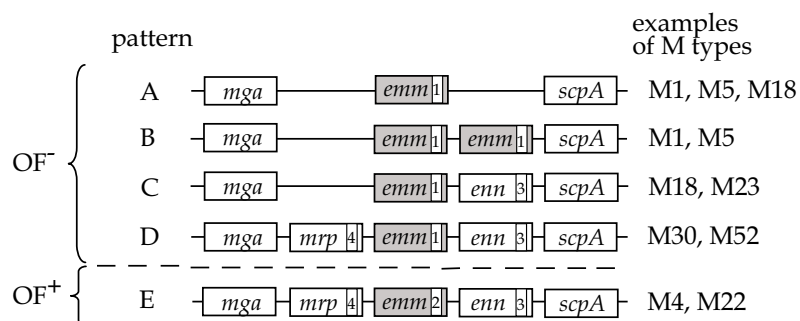 pattern
examples
of M types
OF-
A mga emm 1 scpA M1, M5, M18
B mga emm 1 emm 1 scpA M1, M5
C mga emm 1 enn 3 scpA M18, M23
D mga mrp 4 emm 1 enn 3 scpA M30, M52
OF+
E mga mrp 4 emm 2 enn 3 scpA M4, M22